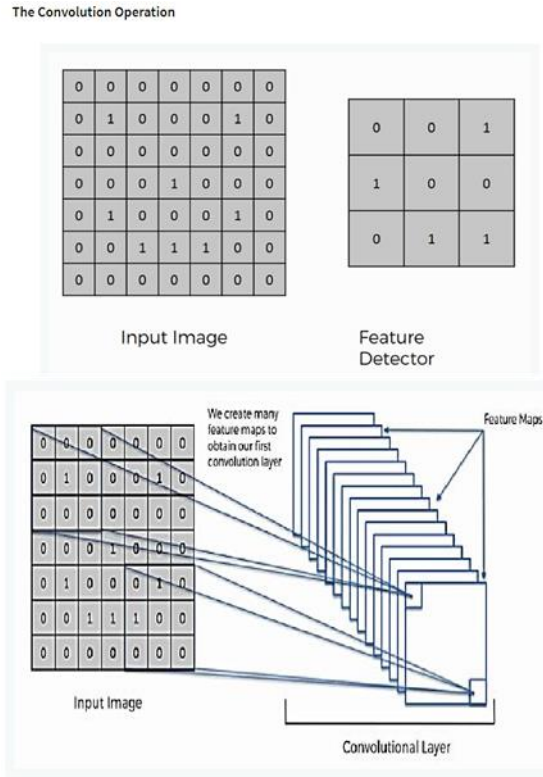 The Convolution Operation
0 0 0 0 0 0 0
0 1 0 0 0 1 0
0 0 0 0 0 0 0
0 0 0 1 0 0 0
0 1 0 0 0 1 0
0 0 1 1 1 0 0
0 0 0 0 0 0 0
0 0 1
1 0 0
0 1 1
Input Image
Feature
Detector
We create many
feature maps to
obtain our first
convolution layer
Feature Maps
0 0 0 0 0 0 0
0 1 0 0 0 1 0
0 0 0 0 0 0 0
0 0 0 1 0 0 0
0 1 0 0 0 1 0
0 0 1 1 1 0 0
0 0 0 0 0 0 0
Input Image
Convolutional Layer